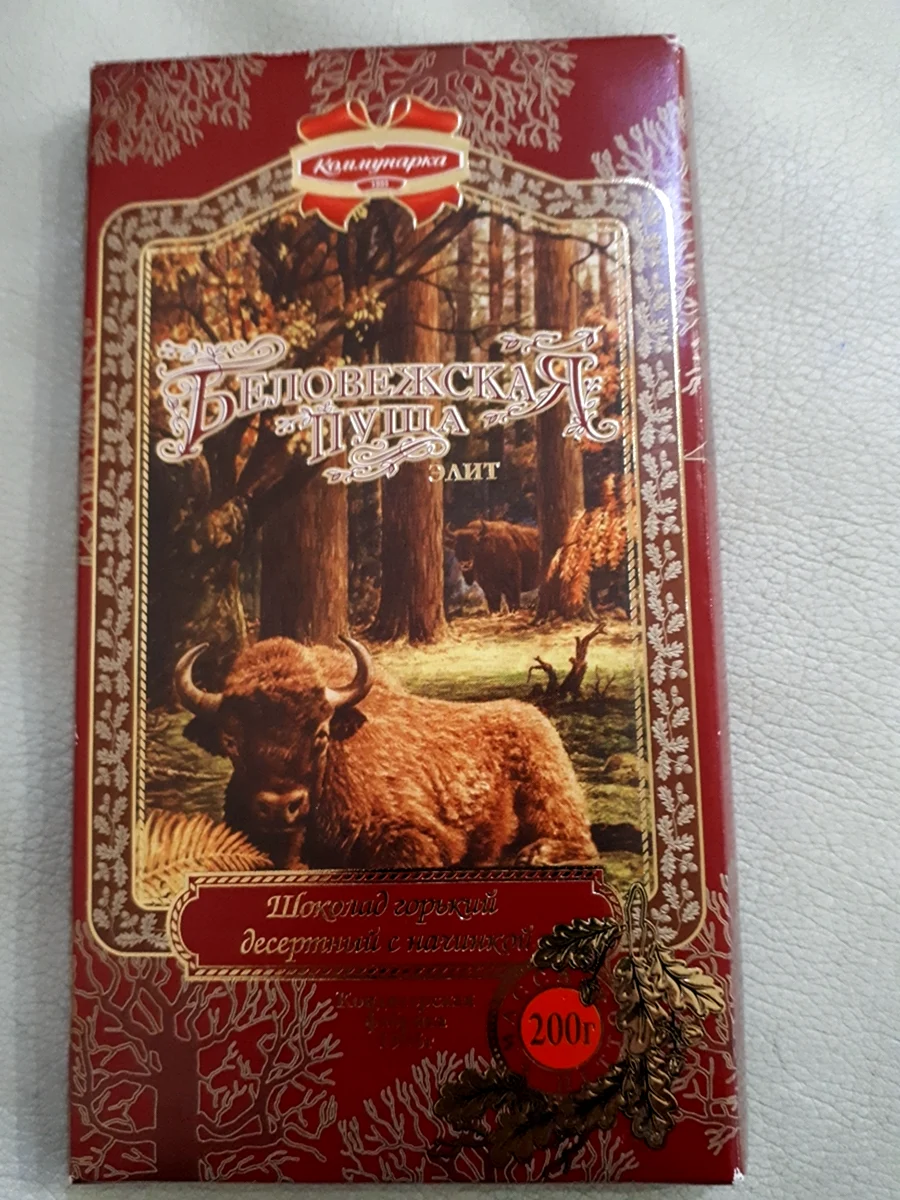 Коммунарка
БЕЛОВЕЖСКАЯ
ПУЩА
ЭЛИТ
Шоколад горький
десертный с начинкой
200г